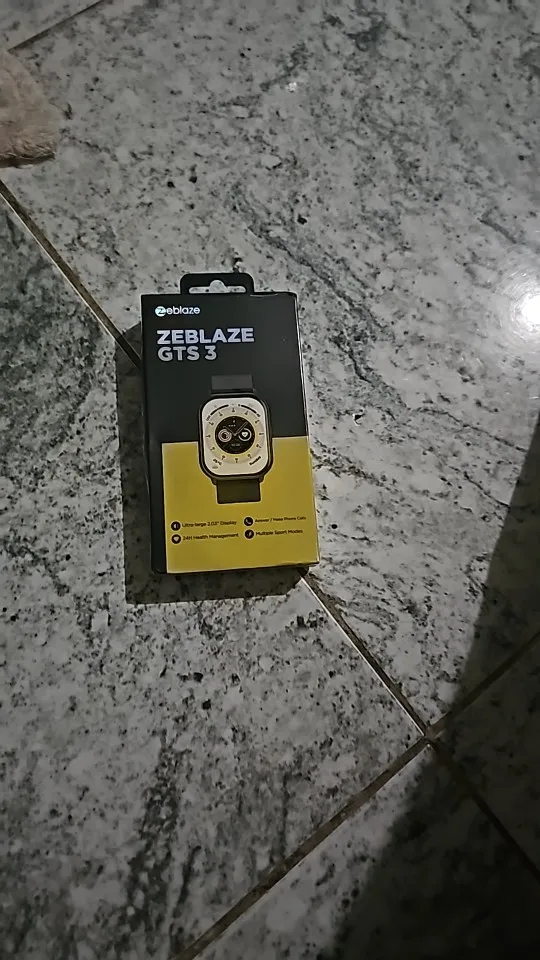 Zeblaze
ZEBLAZE
GTS 3
Ultra-large 2.03" Display
Answer / Make Phone Calls
24H Health Management
Multiple Sport Modes